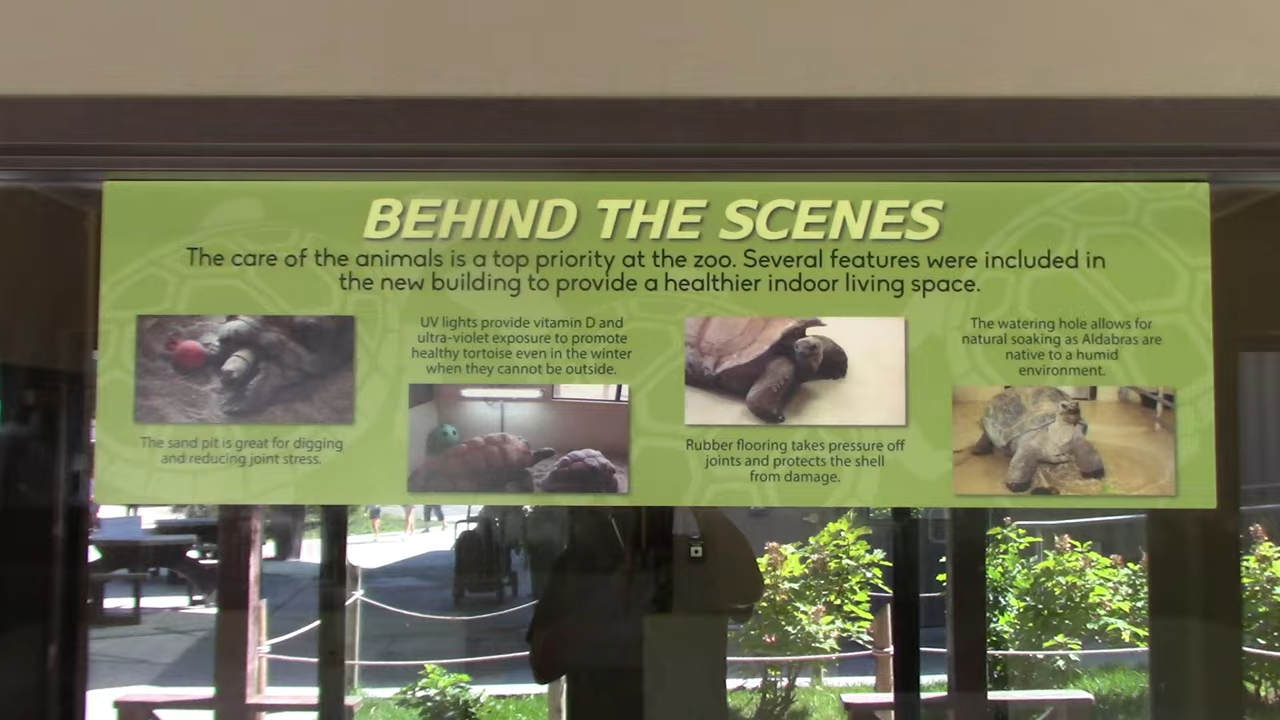 BEHIND THE SCENES
The care of the animals is a top priority at the zoo. Several features were included in
the new building to provide a healthier indoor living space.
The sand pit is great for digging
and reducing joint stress.
UV lights provide vitamin D and
ultra-violet exposure to promote
healthy tortoise even in the winter
when they cannot be outside.
Rubber flooring takes pressure off
joints and protects the shell
from damage.
The watering hole allows for
natural soaking as Aldabras are
native to a humid
environment.